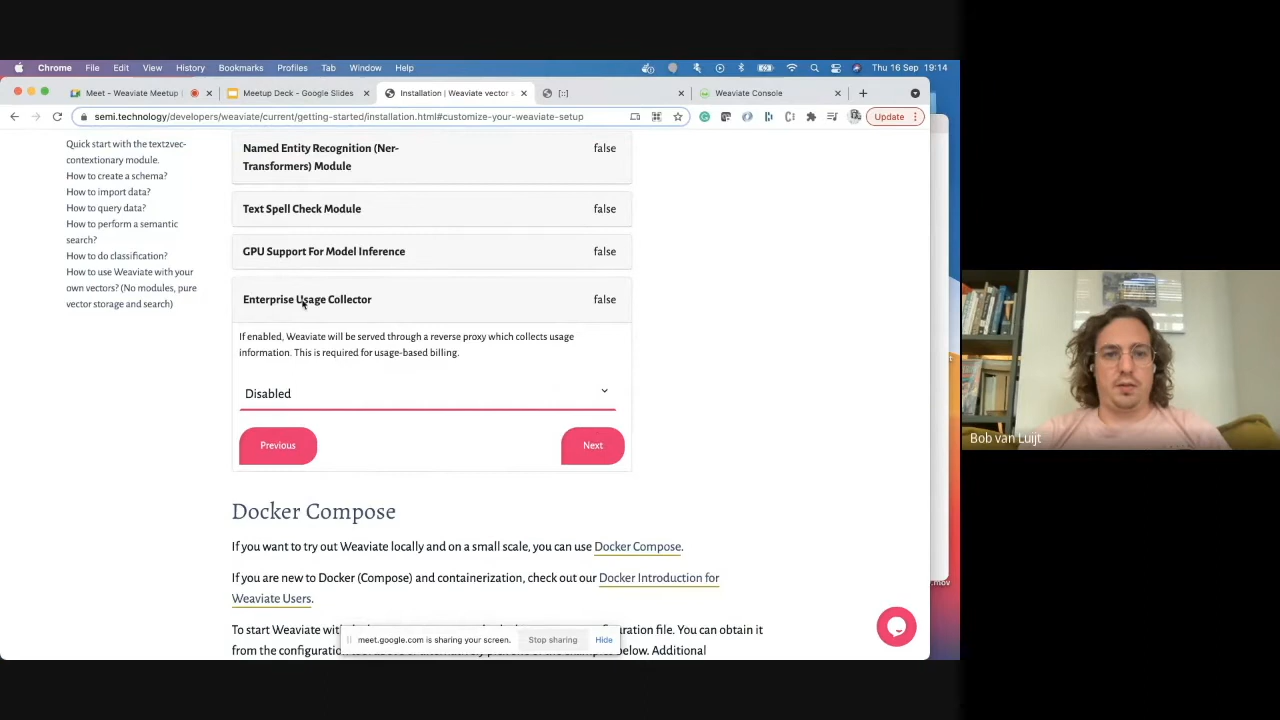 Chrome File Edit View History Bookmarks Profiles Tab Window Help Thu 16 Sep 19:14
Meet - Weaviate Meetup Meetup Deck - Google Slides Installation | Weaviate vector s [::] Weaviate Console
semi.technology/developers/weaviate/current/getting-started/installation.html#customize-your-weaviate-setup Update
Quick start with the text2vec-
contextionary module.
How to create a schema?
How to import data?
How to query data?
How to perform a semantic
search?
How to do classification?
How to use Weaviate with your
own vectors? (No modules, pure
vector storage and search)
Named Entity Recognition (Ner-
Transformers) Module false
Text Spell Check Module false
GPU Support For Model Inference false
Enterprise Usage Collector false
If enabled, Weaviate will be served through a reverse proxy which collects usage
information. This is required for usage-based billing.
Disabled
Previous Next
Docker Compose
If you want to try out Weaviate locally and on a small scale, you can use Docker Compose.
If you are new to Docker (Compose) and containerization, check out our Docker Introduction for
Weaviate Users.
To start Weaviate with uration file. You can obtain it
from the configuration below. Additional
meet.google.com is sharing your screen. Stop sharing Hide
.mov
Bob van Luijt